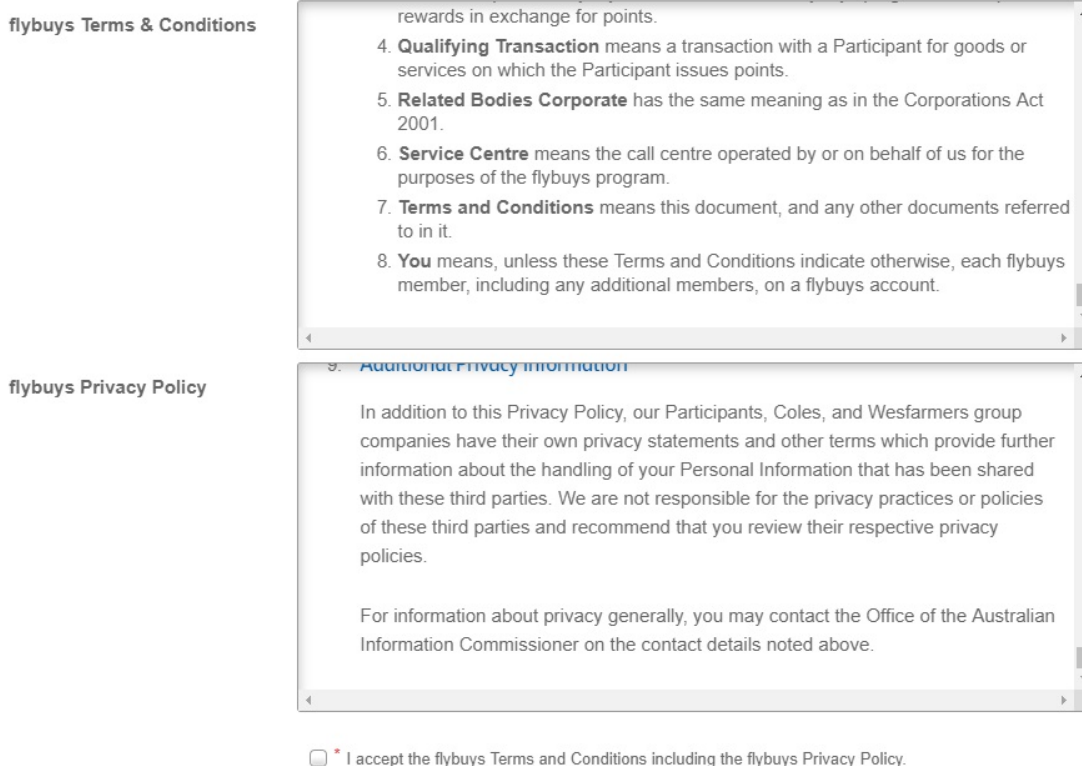 flybuys Terms & Conditions
rewards in exchange for points.
4. Qualifying Transaction means a transaction with a Participant for goods or
services on which the Participant issues points.
5. Related Bodies Corporate has the same meaning as in the Corporations Act
2001.
6. Service Centre means the call centre operated by or on behalf of us for the
purposes of the flybuys program.
7. Terms and Conditions means this document, and any other documents referred
to in it.
8. You means, unless these Terms and Conditions indicate otherwise, each flybuys
member, including any additional members, on a flybuys account.
flybuys Privacy Policy
9. Additional Privacy Information
In addition to this Privacy Policy, our Participants, Coles, and Wesfarmers group
companies have their own privacy statements and other terms which provide further
information about the handling of your Personal Information that has been shared
with these third parties. We are not responsible for the privacy practices or policies
of these third parties and recommend that you review their respective privacy
policies.
For information about privacy generally, you may contact the Office of the Australian
Information Commissioner on the contact details noted above.
* I accept the flybuys Terms and Conditions including the flybuys Privacy Policy.